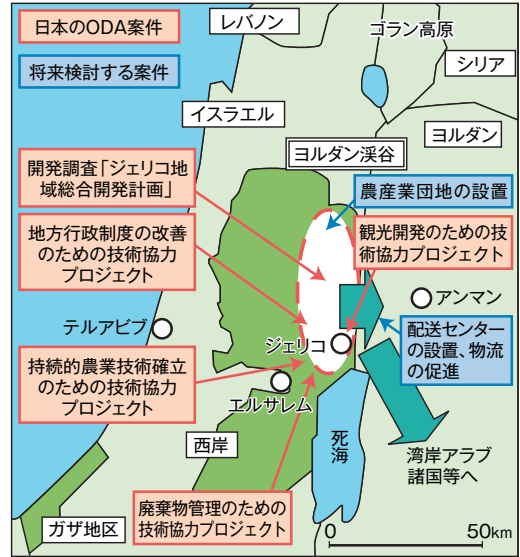 日本のODA案件
将来検討する案件
レバノン
ゴラン高原
シリア
イスラエル
ヨルダン
ヨルダン渓谷
開発調査「ジェリコ地
域総合開発計画」
農産業団地の設置
地方行政制度の改善
のための技術協力
プロジェクト
観光開発のための技
術協力プロジェクト
アンマン
テルアビブ
ジェリコ
配送センター
の設置、物流
の促進
持続的農業技術確立
のための技術協力
プロジェクト
エルサレム
西岸
死海
湾岸アラブ
諸国等へ
廃棄物管理のための
技術協力プロジェクト
ガザ地区
0 50km